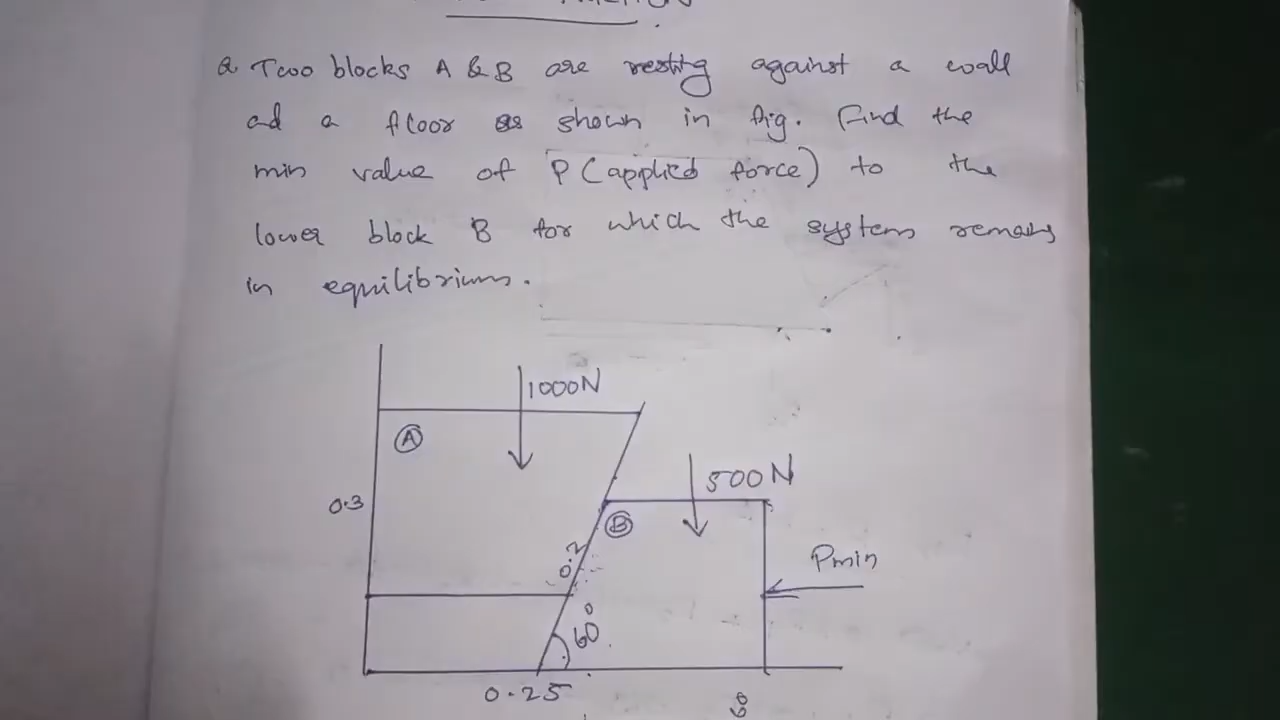 Q Two blocks A & B are resting against a wall
ad a floor as shown in fig. Find the
min value of P (applied force) to the
lower block B for which the system remains
in equilibrium.
1000N
A
500N
0.3
B
0.2
Pmin
60°
0.25